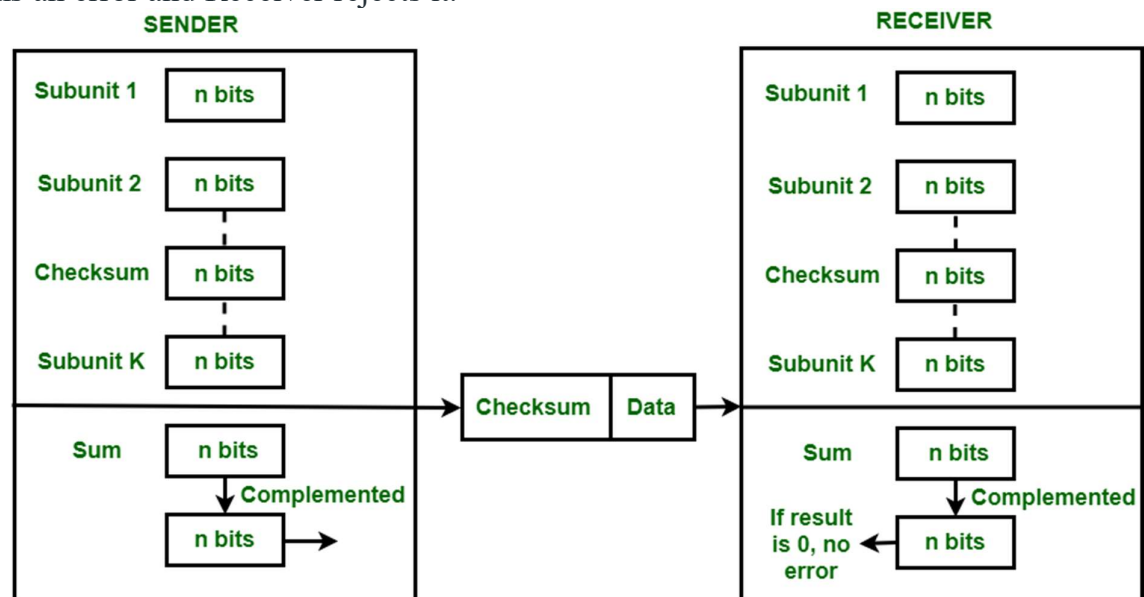 SENDER
Subunit 1
n bits
Subunit 2
n bits
Checksum
n bits
Subunit K
n bits
Sum
n bits
Complemented
n bits
Checksum
Data
RECEIVER
Subunit 1
n bits
Subunit 2
n bits
Checksum
n bits
Subunit K
n bits
Sum
n bits
Complemented
If result
is 0, no
error
n bits